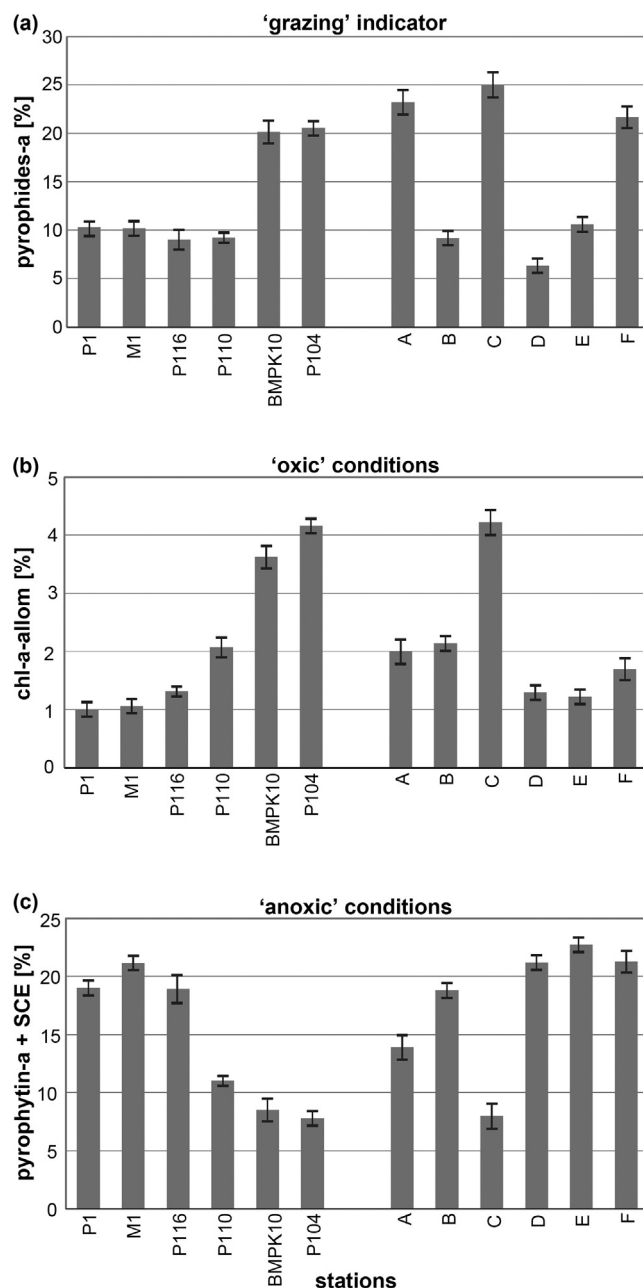 (a)
‘grazing’ indicator
pyrophides-a [%]
30
25
20
15
10
5
0
P1
M1
P116
P110
BMPK10
P104
A
B
C
D
E
F
(b)
‘oxic’ conditions
chl-a-allom [%]
5
4
3
2
1
0
P1
M1
P116
P110
BMPK10
P104
A
B
C
D
E
F
(c)
‘anoxic’ conditions
pyrophytin-a + SCE [%]
25
20
15
10
5
0
P1
M1
P116
P110
BMPK10
P104
A
B
C
D
E
F
stations